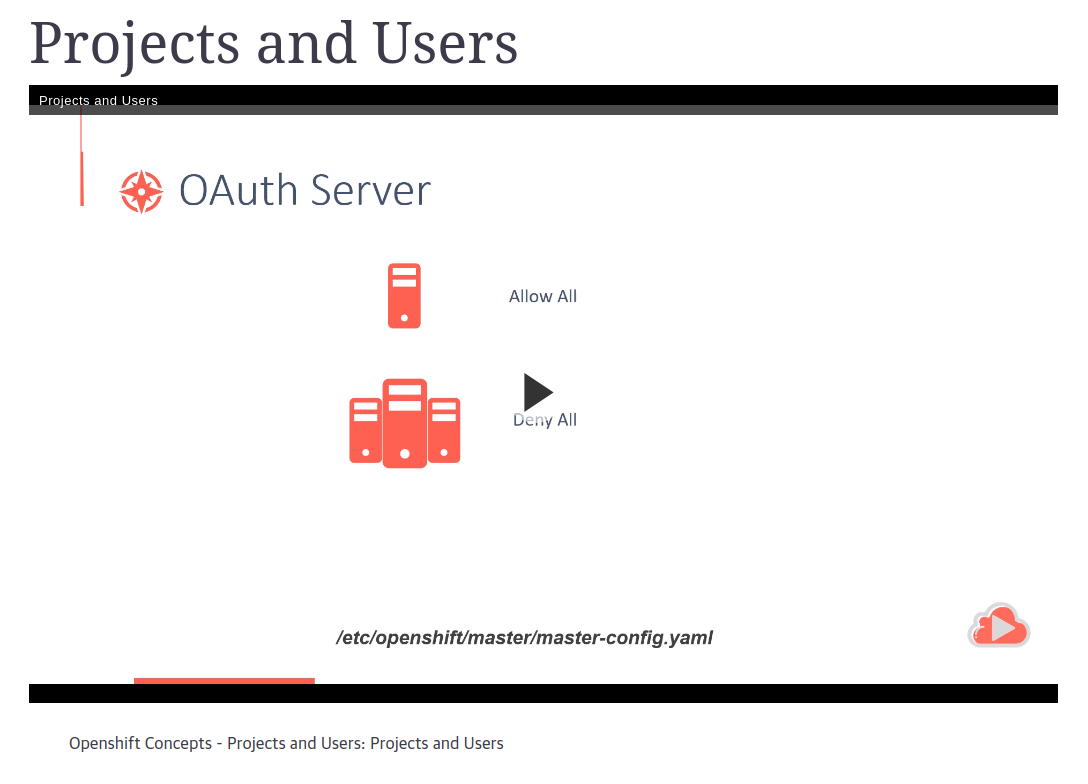 Projects and Users
Projects and Users
OAuth Server
Allow All
Deny All
/etc/openshift/master/master-config.yaml
Openshift Concepts - Projects and Users: Projects and Users